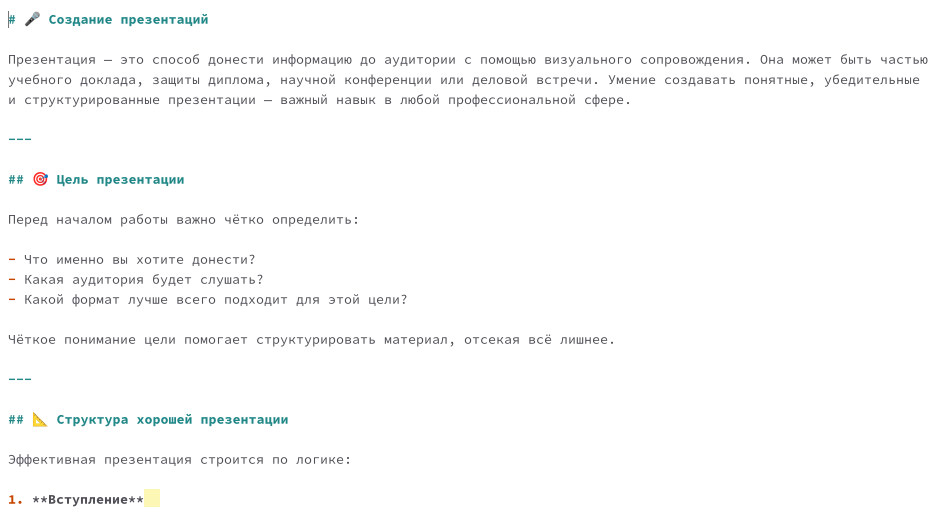 # 🎤 Создание презентаций
Презентация — это способ донести информацию до аудитории с помощью визуального сопровождения. Она может быть частью
учебного доклада, защиты диплома, научной конференции или деловой встречи. Умение создавать понятные, убедительные
и структурированные презентации — важный навык в любой профессиональной сфере.
---
## 🎯 Цель презентации
Перед началом работы важно чётко определить:
- Что именно вы хотите донести?
- Какая аудитория будет слушать?
- Какой формат лучше всего подходит для этой цели?
Чёткое понимание цели помогает структурировать материал, отсекая всё лишнее.
---
## 📐 Структура хорошей презентации
Эффективная презентация строится по логике:
1. **Вступление**